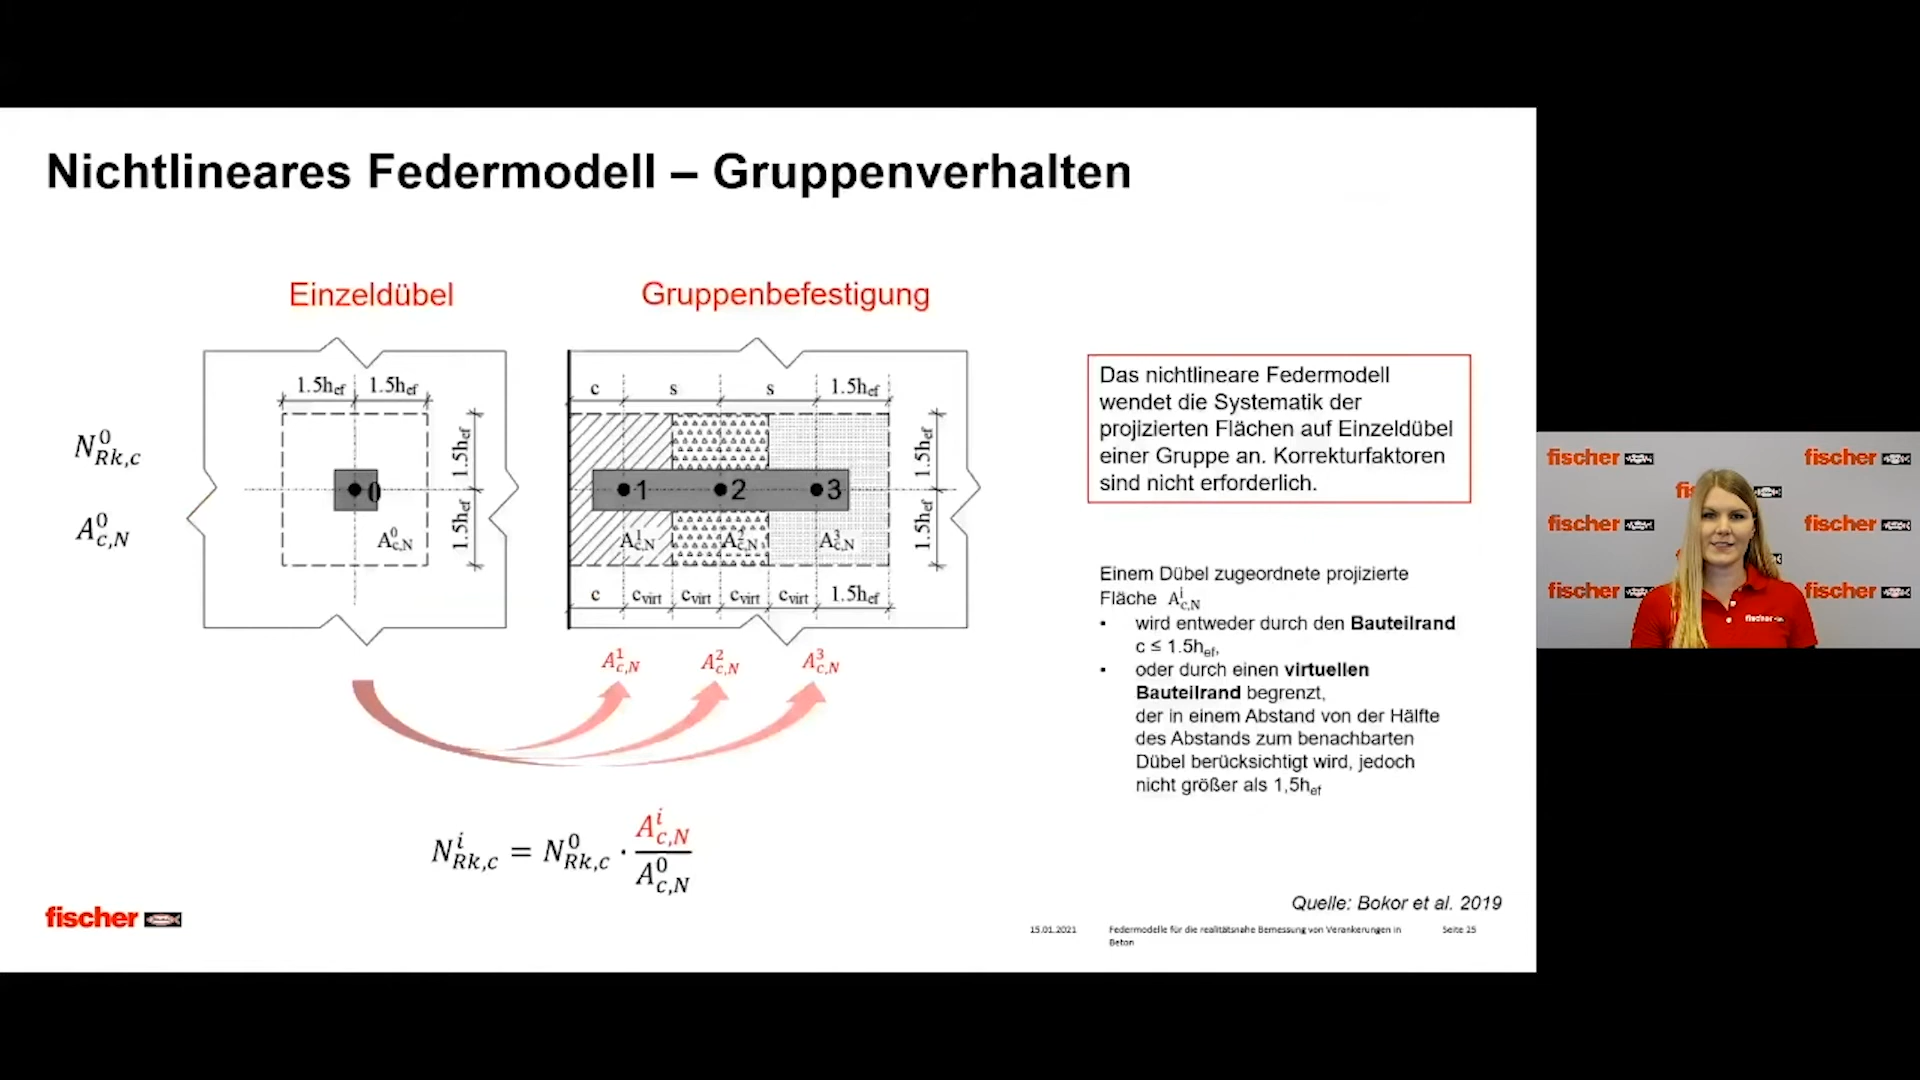 Nichtlineares Federmodell – Gruppenverhalten
Einzeldübel
Gruppenbefestigung
1.5h_ef 1.5h_ef
1.5h_ef
1.5h_ef
N⁰_Rk,c
A⁰_c,N
0
A⁰_c,N
c s s 1.5h_ef
1.5h_ef
1.5h_ef
1 2 3
A¹_c,N A²_c,N A³_c,N
c c_virt c_virt c_virt c_virt 1.5h_ef
A¹_c,N A²_c,N A³_c,N
N^i_Rk,c = N⁰_Rk,c · A^i_c,N / A⁰_c,N
Das nichtlineare Federmodell
wendet die Systematik der
projizierten Flächen auf Einzeldübel
einer Gruppe an. Korrekturfaktoren
sind nicht erforderlich.
Einem Dübel zugeordnete projizierte
Fläche A^i_c,N
▪ wird entweder durch den Bauteilrand
c ≤ 1.5h_ef,
▪ oder durch einen virtuellen
Bauteilrand begrenzt,
der in einem Abstand von der Hälfte
des Abstands zum benachbarten
Dübel berücksichtigt wird, jedoch
nicht größer als 1,5h_ef
Quelle: Bokor et al. 2019
fischer
15.01.2021
Federmodelle für die realitätsnahe Bemessung von Verankerungen in
Beton
Seite 25
fischer fischer
fi
fischer fischer
fischer fischer
fischer